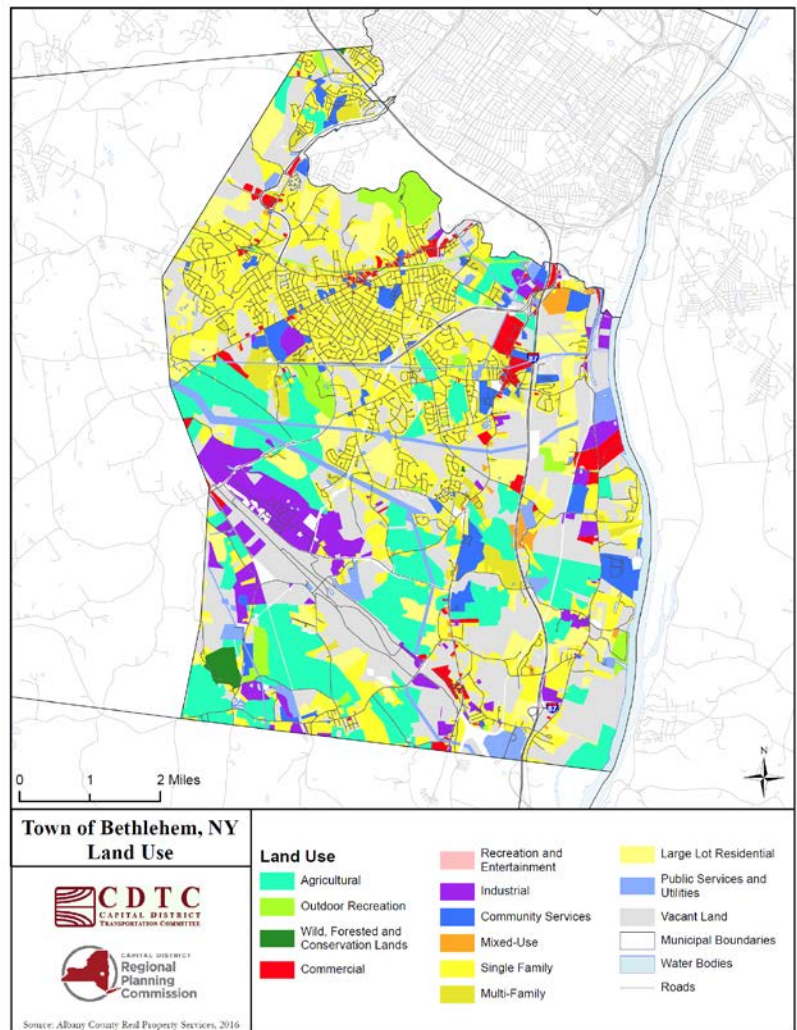 87
87
N
0 1 2 Miles
Town of Bethlehem, NY
Land Use
CDTC
CAPITAL DISTRICT
TRANSPORTATION COMMITTEE
CAPITAL DISTRICT
Regional
Planning
Commission
Source: Albany County Real Property Services, 2016
Land Use
Agricultural
Outdoor Recreation
Wild, Forested and
Conservation Lands
Commercial
Recreation and
Entertainment
Industrial
Community Services
Mixed-Use
Single Family
Multi-Family
Large Lot Residential
Public Services and
Utilities
Vacant Land
Municipal Boundaries
Water Bodies
Roads